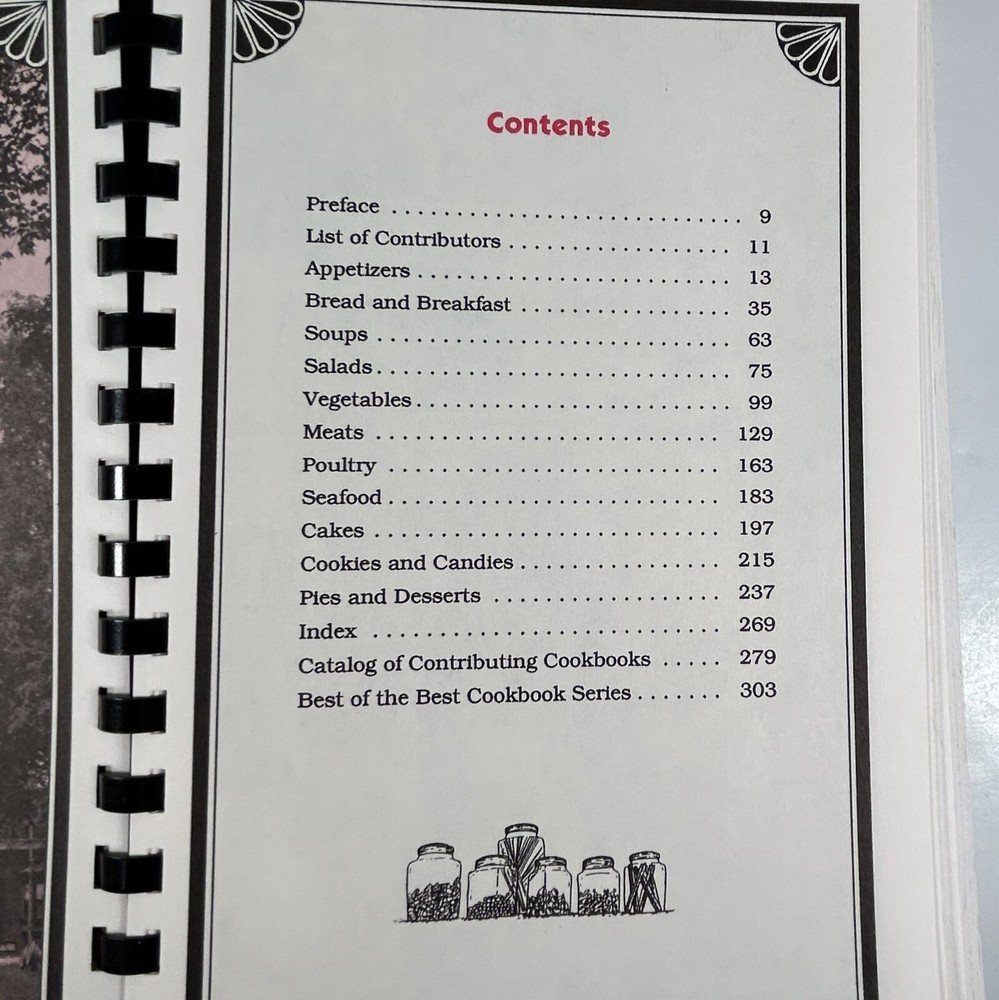 Contents
Preface . . . . . . . . . . . . . . . . . . . . . . . . . . . . 9
List of Contributors . . . . . . . . . . . . . . . . . 11
Appetizers . . . . . . . . . . . . . . . . . . . . . . . . 13
Bread and Breakfast . . . . . . . . . . . . . . . . 35
Soups . . . . . . . . . . . . . . . . . . . . . . . . . . . 63
Salads . . . . . . . . . . . . . . . . . . . . . . . . . . . 75
Vegetables . . . . . . . . . . . . . . . . . . . . . . . . 99
Meats . . . . . . . . . . . . . . . . . . . . . . . . . . 129
Poultry . . . . . . . . . . . . . . . . . . . . . . . . . 163
Seafood . . . . . . . . . . . . . . . . . . . . . . . . . 183
Cakes . . . . . . . . . . . . . . . . . . . . . . . . . . 197
Cookies and Candies . . . . . . . . . . . . . . . 215
Pies and Desserts . . . . . . . . . . . . . . . . . 237
Index . . . . . . . . . . . . . . . . . . . . . . . . . . 269
Catalog of Contributing Cookbooks . . . . . 279
Best of the Best Cookbook Series . . . . . . . 303